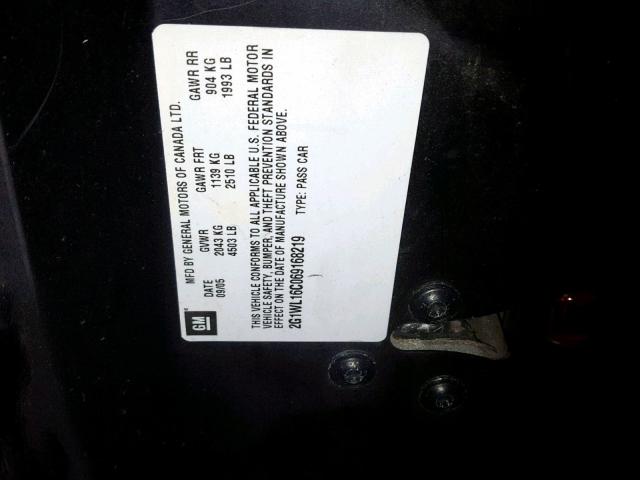 GM
MFD BY GENERAL MOTORS OF CANADA LTD.
DATE GVWR GAWR FRT GAWR RR
09/05 2043 KG 1139 KG 904 KG
4503 LB 2510 LB 1993 LB
THIS VEHICLE CONFORMS TO ALL APPLICABLE U.S. FEDERAL MOTOR
VEHICLE SAFETY, BUMPER, AND THEFT PREVENTION STANDARDS IN
EFFECT ON THE DATE OF MANUFACTURE SHOWN ABOVE.
2G1WL16C069168219 TYPE: PASS CAR